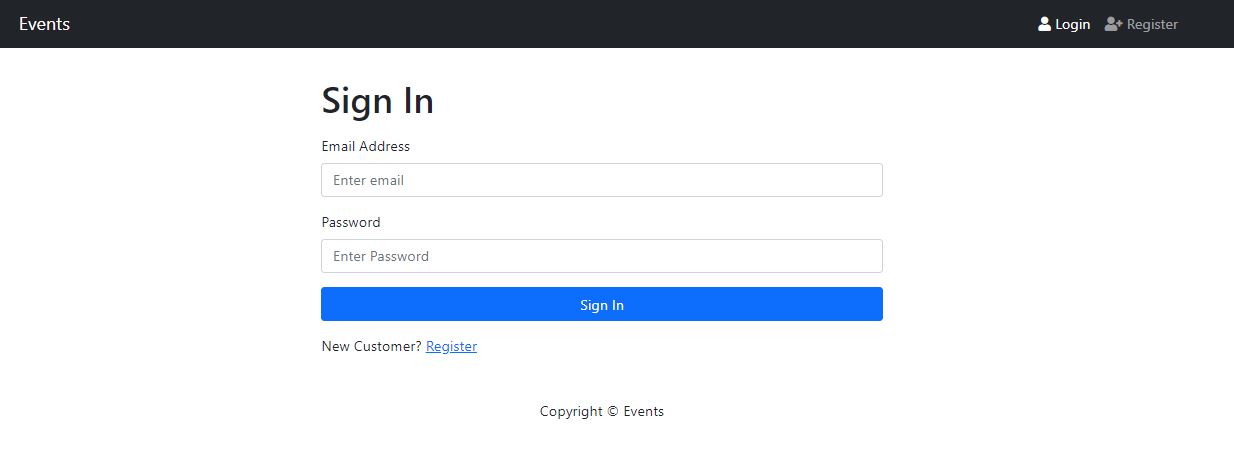 Events Login Register
Sign In
Email Address
Enter email
Password
Enter Password
Sign In
New Customer? Register
Copyright © Events